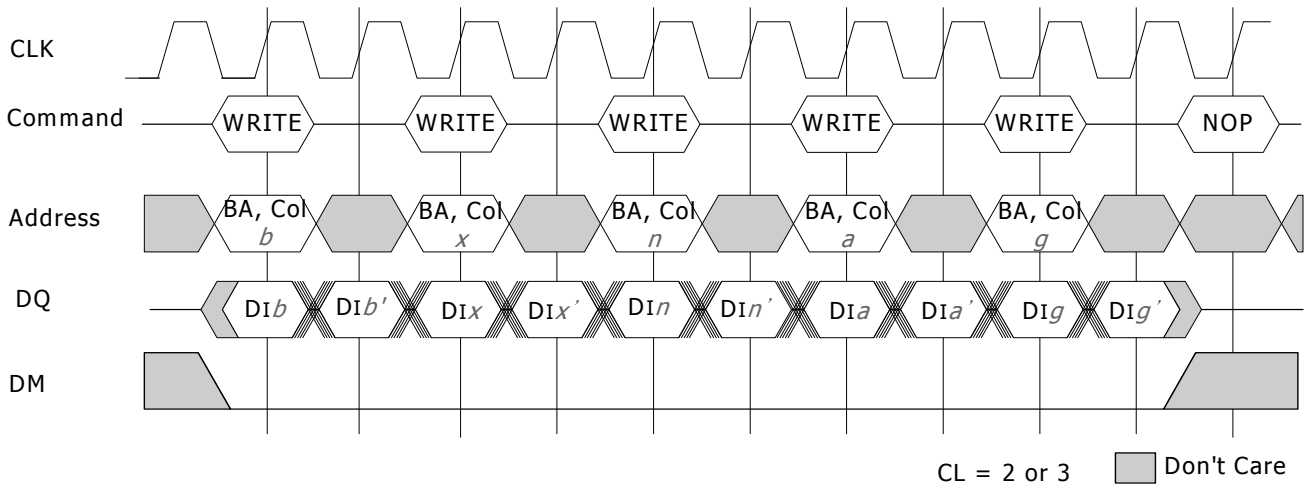 CLK
Command WRITE WRITE WRITE WRITE WRITE NOP
Address BA, Col BA, Col BA, Col BA, Col BA, Col
b x n a g
DQ DIb DIb' DIx DIx’ DIn DIn’ DIa DIa’ DIg DIg’
DM
CL = 2 or 3 Don't Care